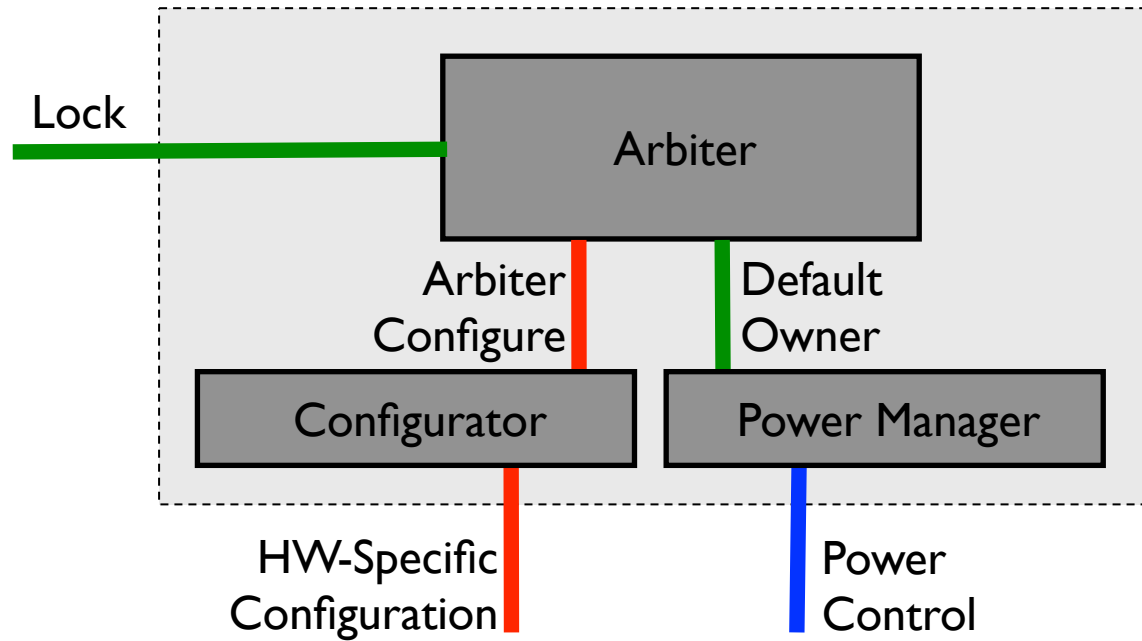 Lock
Arbiter
Arbiter
Configure
Default
Owner
Configurator
Power Manager
HW-Specific
Configuration
Power
Control